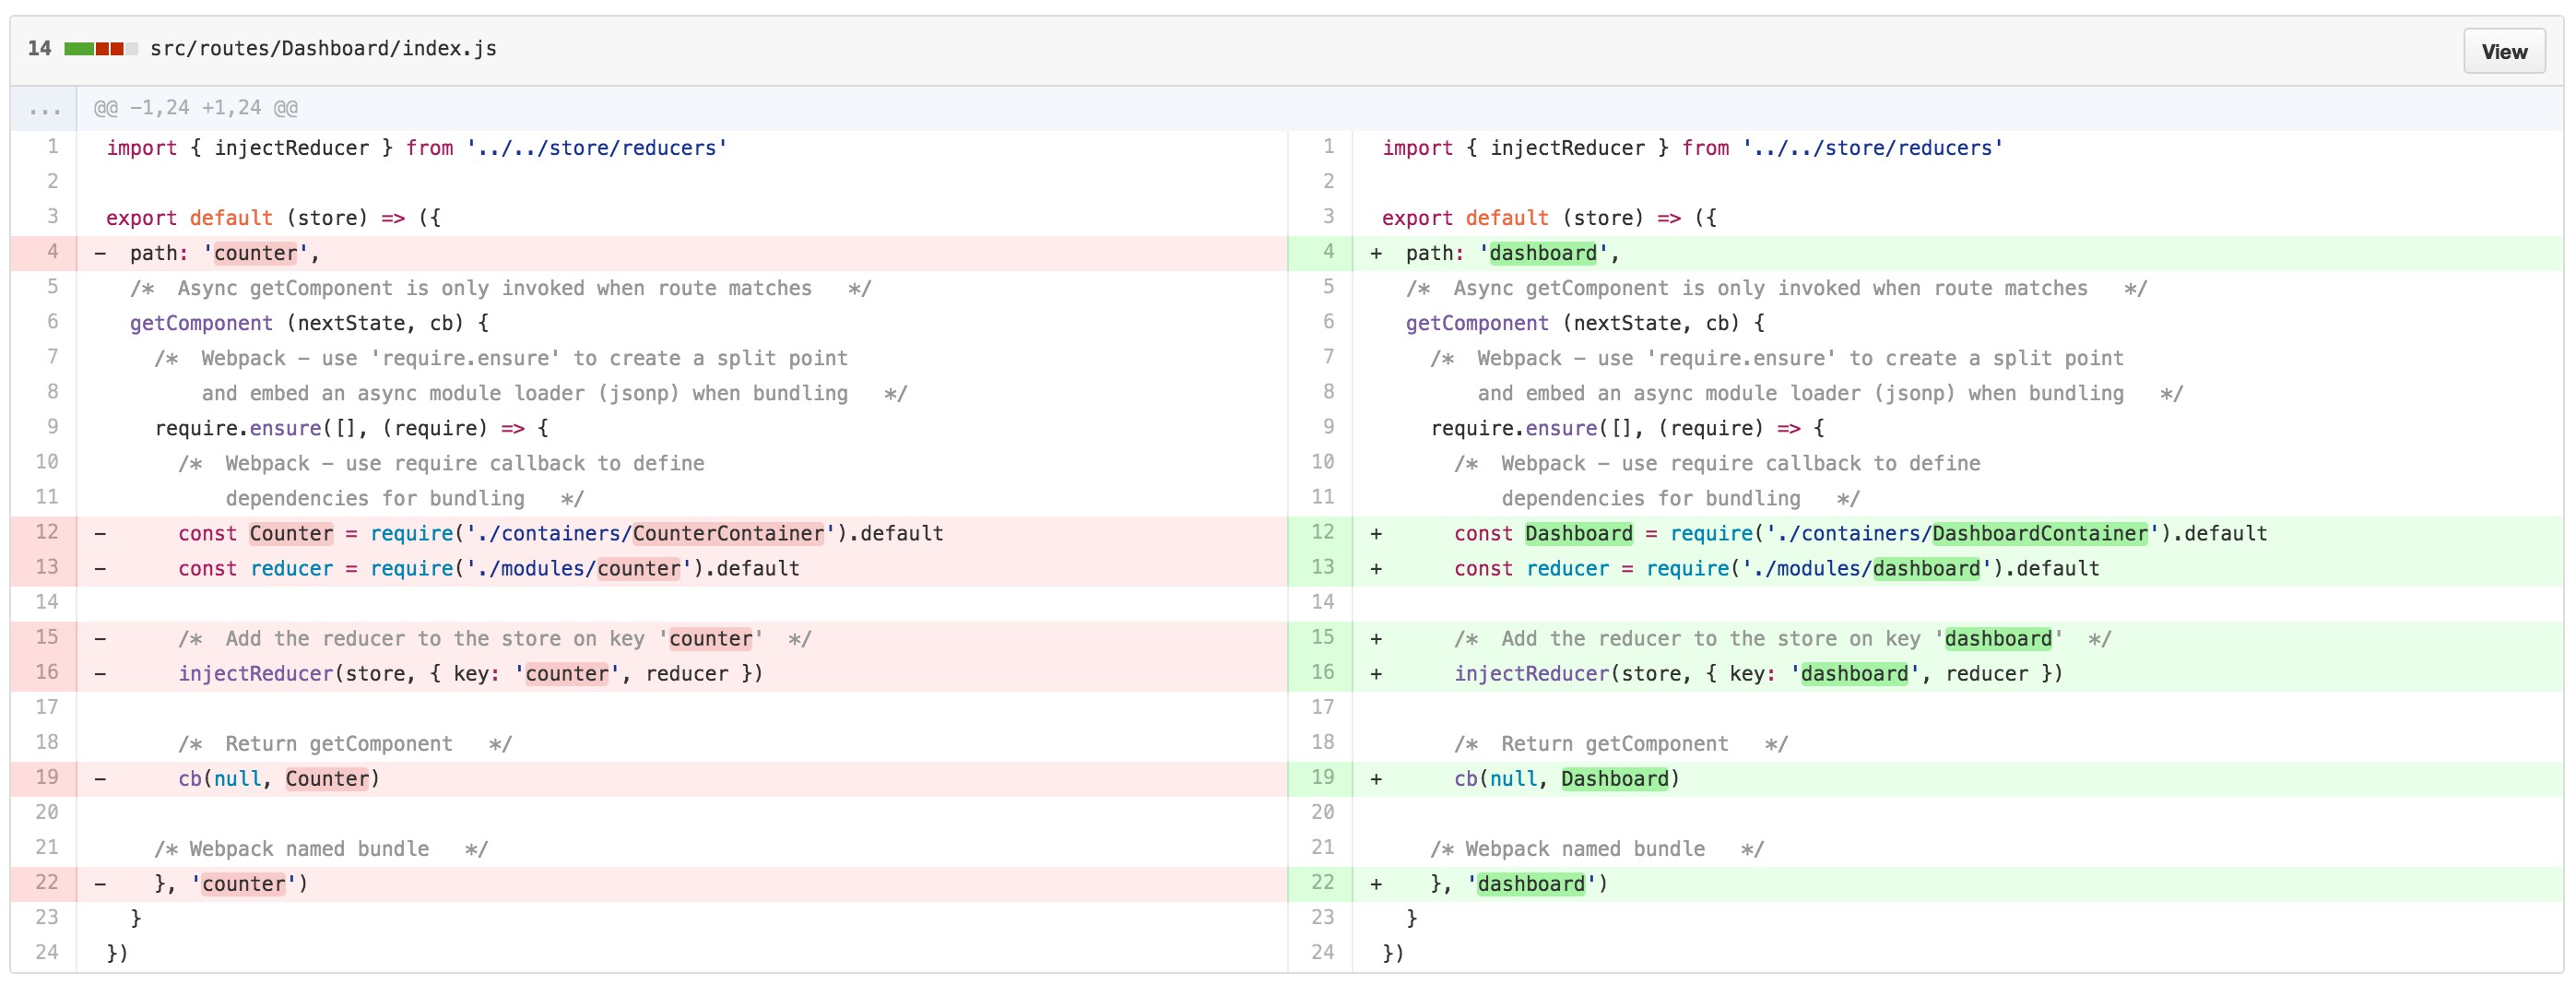 14 src/routes/Dashboard/index.js View
... @@ −1,24 +1,24 @@
1 import { injectReducer } from '../../store/reducers'
2
3 export default (store) => ({
4 − path: 'counter',
5 /* Async getComponent is only invoked when route matches */
6 getComponent (nextState, cb) {
7 /* Webpack − use 'require.ensure' to create a split point
8 and embed an async module loader (jsonp) when bundling */
9 require.ensure([], (require) => {
10 /* Webpack − use require callback to define
11 dependencies for bundling */
12 − const Counter = require('./containers/CounterContainer').default
13 − const reducer = require('./modules/counter').default
14
15 − /* Add the reducer to the store on key 'counter' */
16 − injectReducer(store, { key: 'counter', reducer })
17
18 /* Return getComponent */
19 − cb(null, Counter)
20
21 /* Webpack named bundle */
22 − }, 'counter')
23 }
24 })
1 import { injectReducer } from '../../store/reducers'
2
3 export default (store) => ({
4 + path: 'dashboard',
5 /* Async getComponent is only invoked when route matches */
6 getComponent (nextState, cb) {
7 /* Webpack − use 'require.ensure' to create a split point
8 and embed an async module loader (jsonp) when bundling */
9 require.ensure([], (require) => {
10 /* Webpack − use require callback to define
11 dependencies for bundling */
12 + const Dashboard = require('./containers/DashboardContainer').default
13 + const reducer = require('./modules/dashboard').default
14
15 + /* Add the reducer to the store on key 'dashboard' */
16 + injectReducer(store, { key: 'dashboard', reducer })
17
18 /* Return getComponent */
19 + cb(null, Dashboard)
20
21 /* Webpack named bundle */
22 + }, 'dashboard')
23 }
24 })